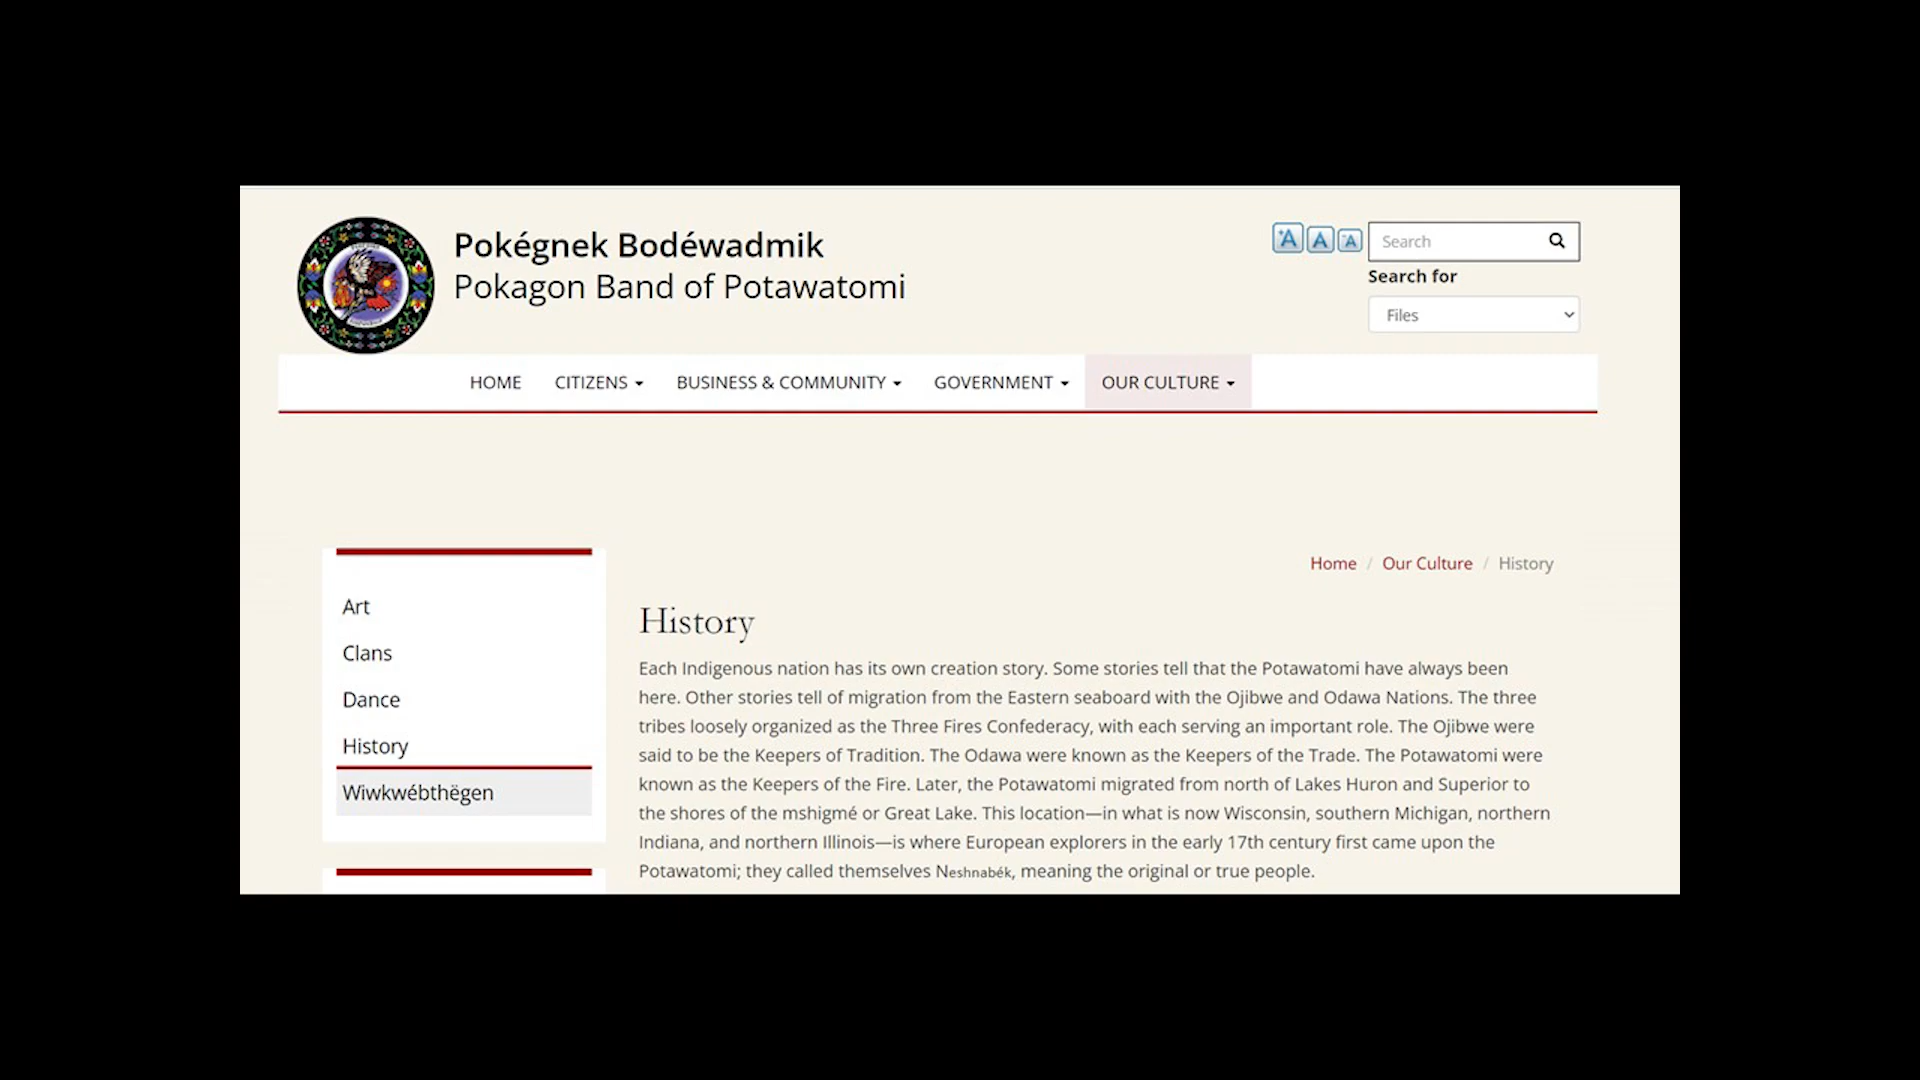 Pokégnek Bodéwadmik
Pokagon Band of Potawatomi
A A A
Search
Search for
Files
HOME CITIZENS BUSINESS & COMMUNITY GOVERNMENT OUR CULTURE
Home / Our Culture / History
Art
Clans
Dance
History
Wiwkwébthëgen
History
Each Indigenous nation has its own creation story. Some stories tell that the Potawatomi have always been
here. Other stories tell of migration from the Eastern seaboard with the Ojibwe and Odawa Nations. The three
tribes loosely organized as the Three Fires Confederacy, with each serving an important role. The Ojibwe were
said to be the Keepers of Tradition. The Odawa were known as the Keepers of the Trade. The Potawatomi were
known as the Keepers of the Fire. Later, the Potawatomi migrated from north of Lakes Huron and Superior to
the shores of the mshigmé or Great Lake. This location—in what is now Wisconsin, southern Michigan, northern
Indiana, and northern Illinois—is where European explorers in the early 17th century first came upon the
Potawatomi; they called themselves Neshnabék, meaning the original or true people.